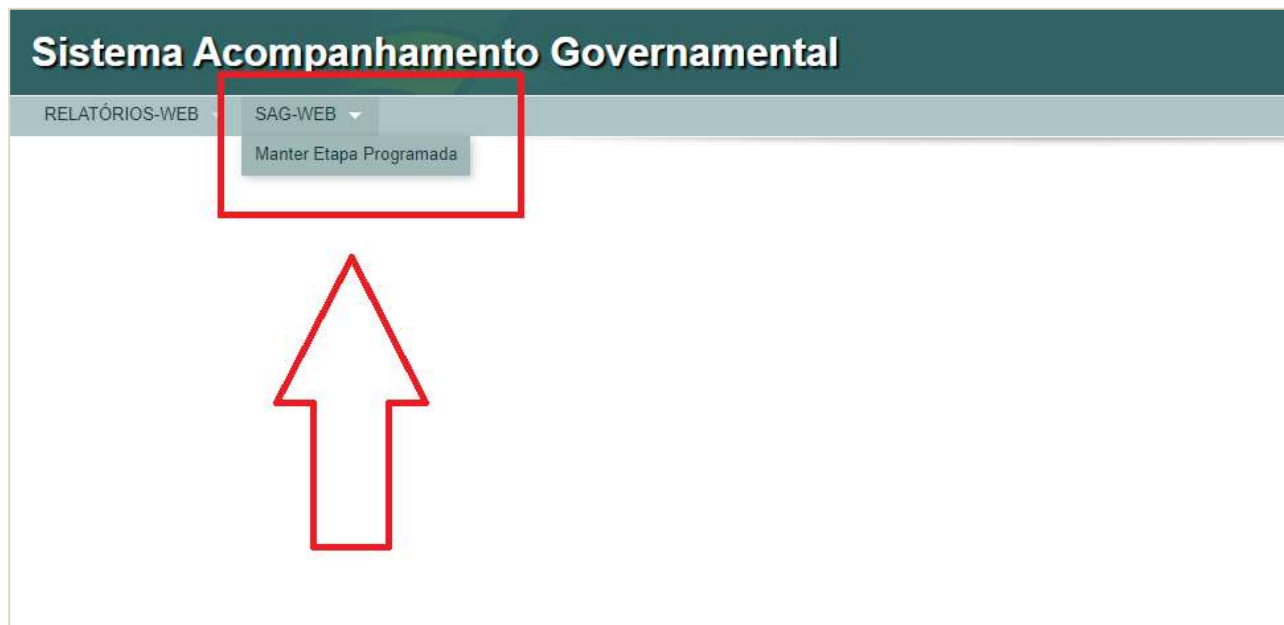 Sistema Acompanhamento Governamental
RELATÓRIOS-WEB SAG-WEB
Manter Etapa Programada